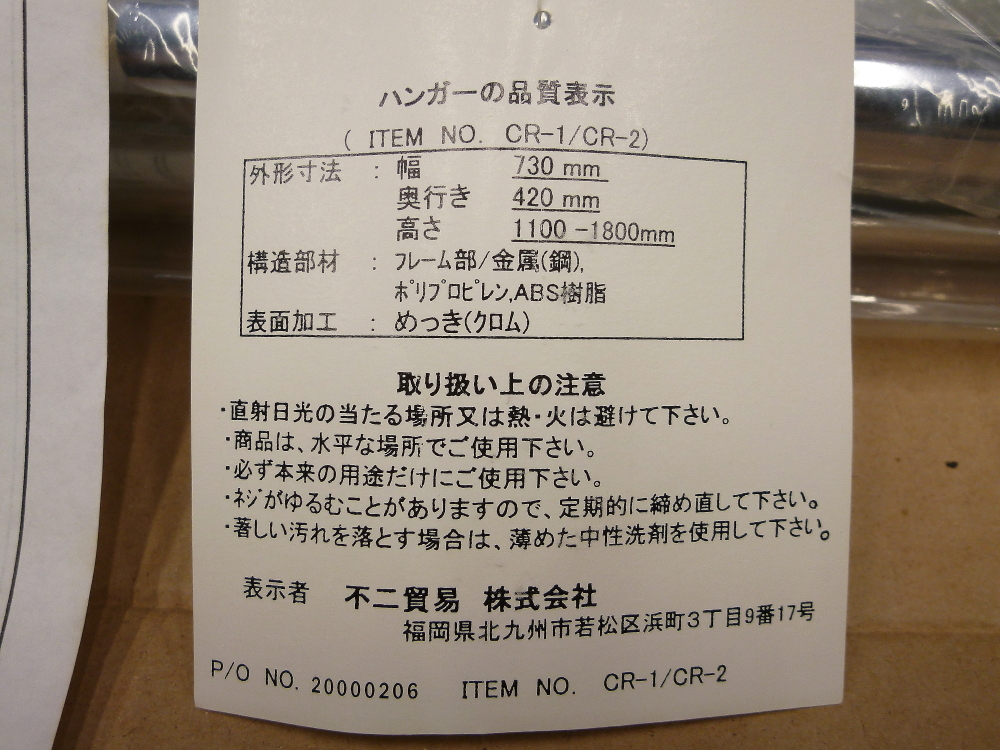 ハンガーの品質表示
( ITEM NO. CR-1/CR-2)
外形寸法 : 幅 730 mm
奥行き 420 mm
高さ 1100 -1800mm
構造部材 : フレーム部/金属(鋼),
ポリプロピレン,ABS樹脂
表面加工 : めっき(クロム)
取り扱い上の注意
・直射日光の当たる場所又は熱・火は避けて下さい。
・商品は、水平な場所でご使用下さい。
・必ず本来の用途だけにご使用下さい。
・ネジがゆるむことがありますので、定期的に締め直して下さい。
・著しい汚れを落とす場合は、薄めた中性洗剤を使用して下さい。
表示者 不二貿易 株式会社
福岡県北九州市若松区浜町3丁目9番17号
P/O NO. 20000206 ITEM NO. CR-1/CR-2